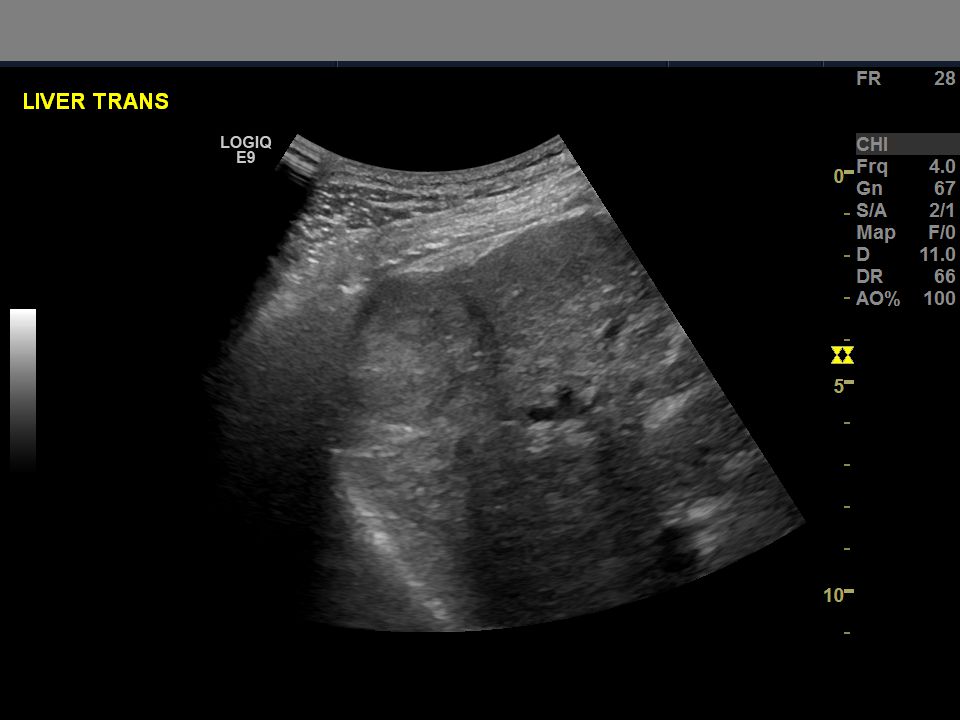 LIVER TRANS
LOGIQ
E9
FR 28
CHI
Frq 4.0
Gn 67
S/A 2/1
Map F/0
D 11.0
DR 66
AO% 100
0
5
10